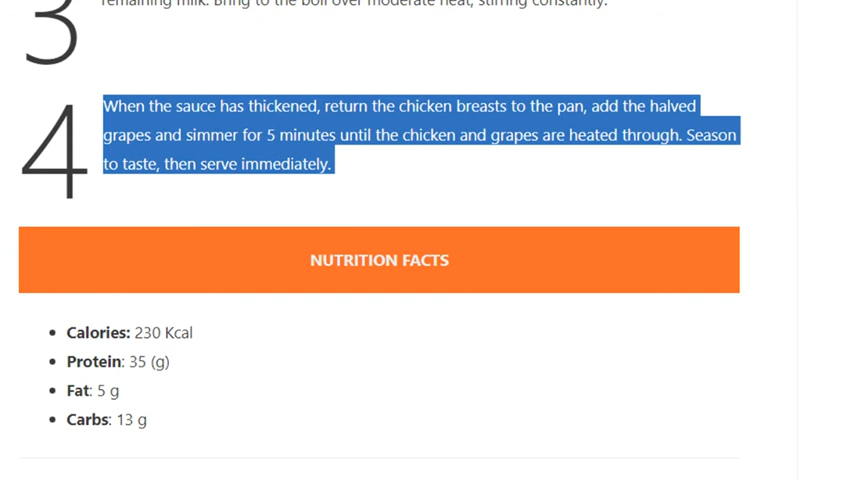 remaining milk. Bring to the boil over moderate heat, stirring constantly.
3
4
When the sauce has thickened, return the chicken breasts to the pan, add the halved
grapes and simmer for 5 minutes until the chicken and grapes are heated through. Season
to taste, then serve immediately.
NUTRITION FACTS
• Calories: 230 Kcal
• Protein: 35 (g)
• Fat: 5 g
• Carbs: 13 g